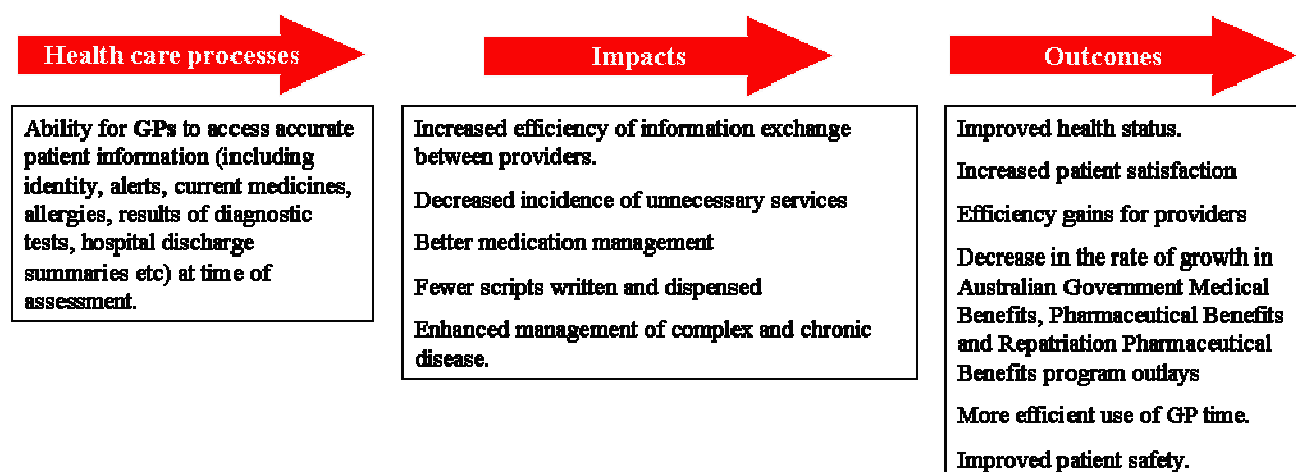 Health care processes
Impacts
Outcomes
Ability for GPs to access accurate
patient information (including
identity, alerts, current medicines,
allergies, results of diagnostic
tests, hospital discharge
summaries etc) at time of
assessment.
Increased efficiency of information exchange
between providers.
Decreased incidence of unnecessary services
Better medication management
Fewer scripts written and dispensed
Enhanced management of complex and chronic
disease.
Improved health status.
Increased patient satisfaction
Efficiency gains for providers
Decrease in the rate of growth in
Australian Government Medical
Benefits, Pharmaceutical Benefits
and Repatriation Pharmaceutical
Benefits program outlays
More efficient use of GP time.
Improved patient safety.